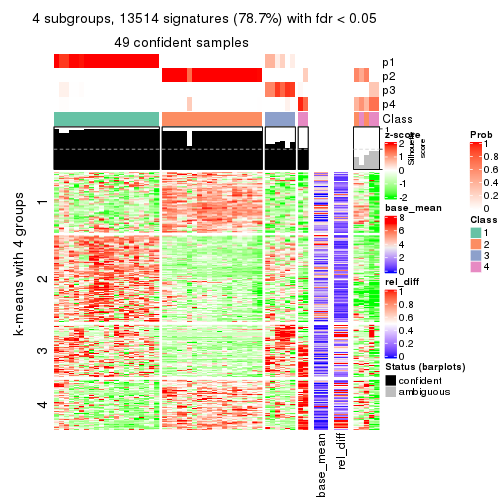 4 subgroups, 13514 signatures (78.7%) with fdr < 0.05
49 confident samples
p1
p2
p3
p4
Class
1
Silhouette
score
k-means with 4 groups
1
2
3
4
base_mean
rel_diff
z-score
2
1
0
-1
-2
base_mean
8
6
4
2
0
rel_diff
1
0.8
0.6
0.4
0.2
0
Status (barplots)
confident
ambiguous
Prob
1
0.8
0.6
0.4
0.2
0
Class
1
2
3
4